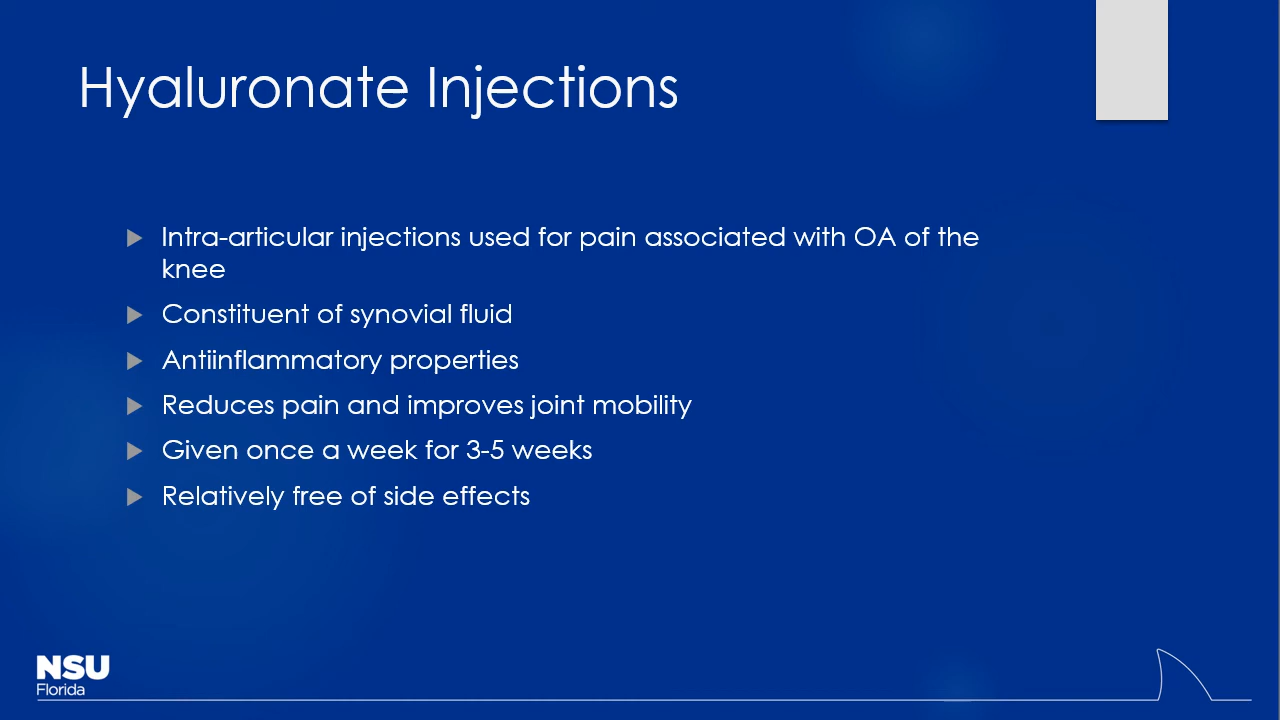 Hyaluronate Injections
Intra-articular injections used for pain associated with OA of the
knee
Constituent of synovial fluid
Antiinflammatory properties
Reduces pain and improves joint mobility
Given once a week for 3-5 weeks
Relatively free of side effects
NSU
Florida